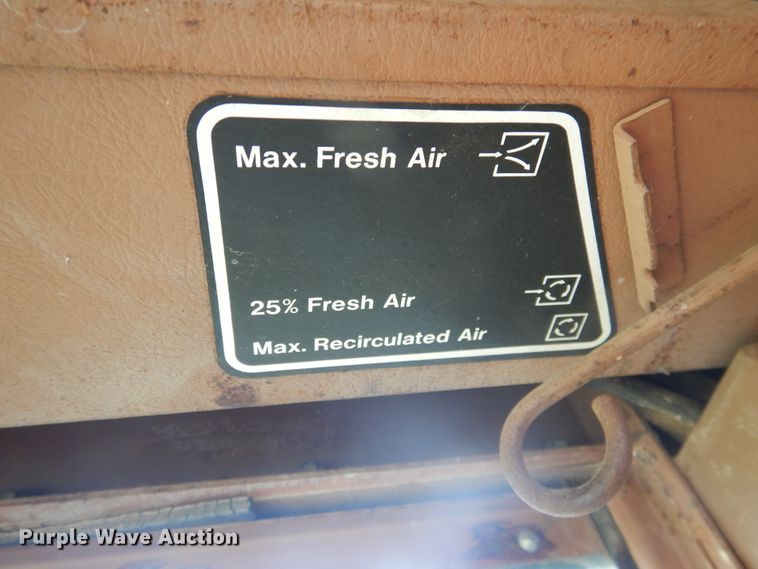 Max. Fresh Air
25% Fresh Air
Max. Recirculated Air
Purple Wave Auction